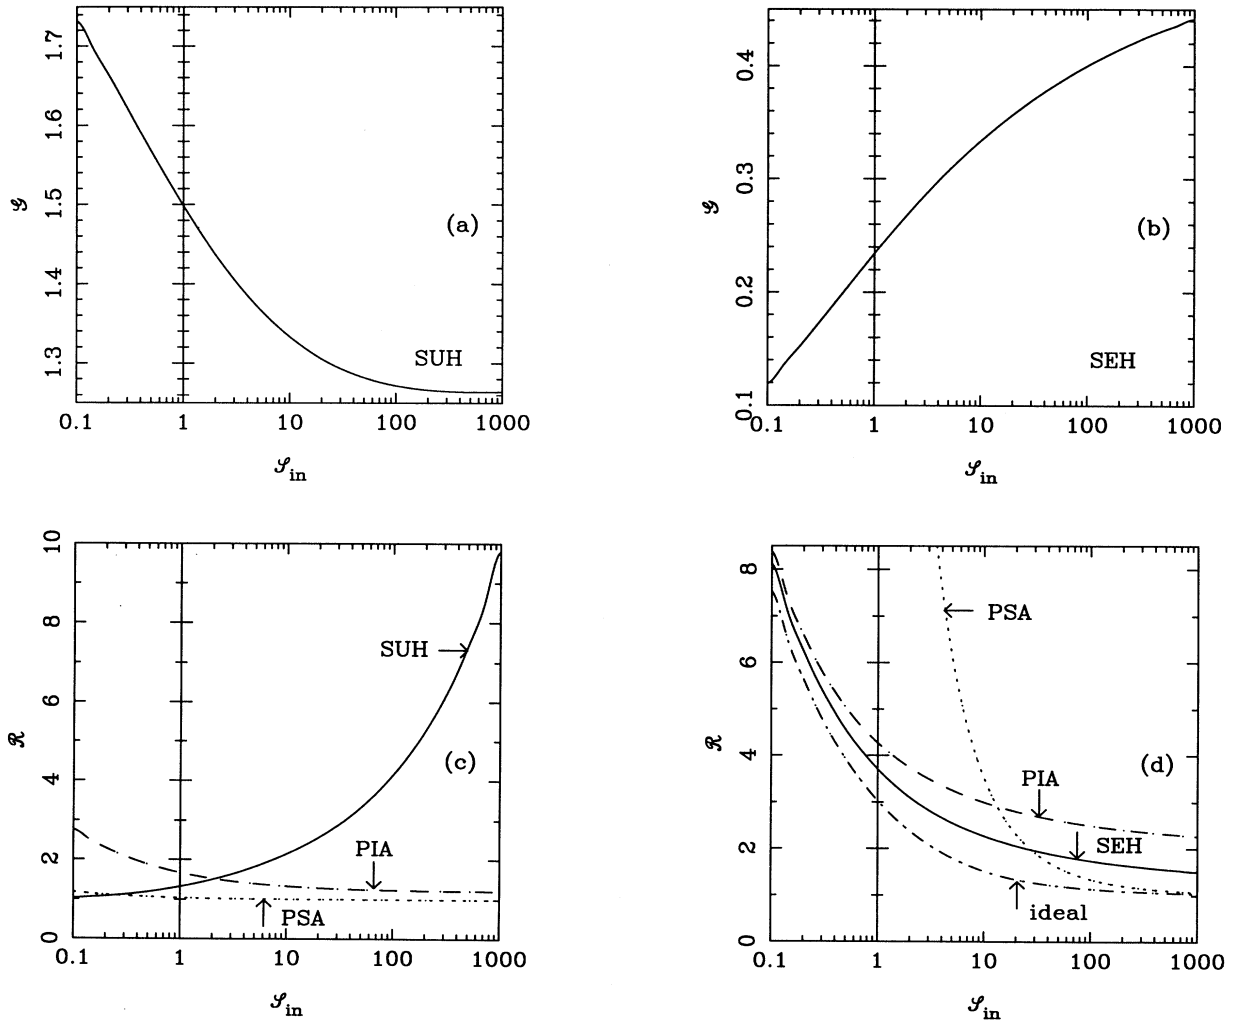 1.7
1.6
1.5
1.4
1.3
𝒢
(a)
SUH
0.1 1 10 100 1000
𝒮in
0.4
0.3
0.2
0.1
𝒢
(b)
SEH
0.1 1 10 100 1000
𝒮in
10
8
6
4
2
0
ℛ
SUH
(c)
PIA
PSA
0.1 1 10 100 1000
𝒮in
8
6
4
2
0
ℛ
PSA
(d)
PIA
SEH
ideal
0.1 1 10 100 1000
𝒮in